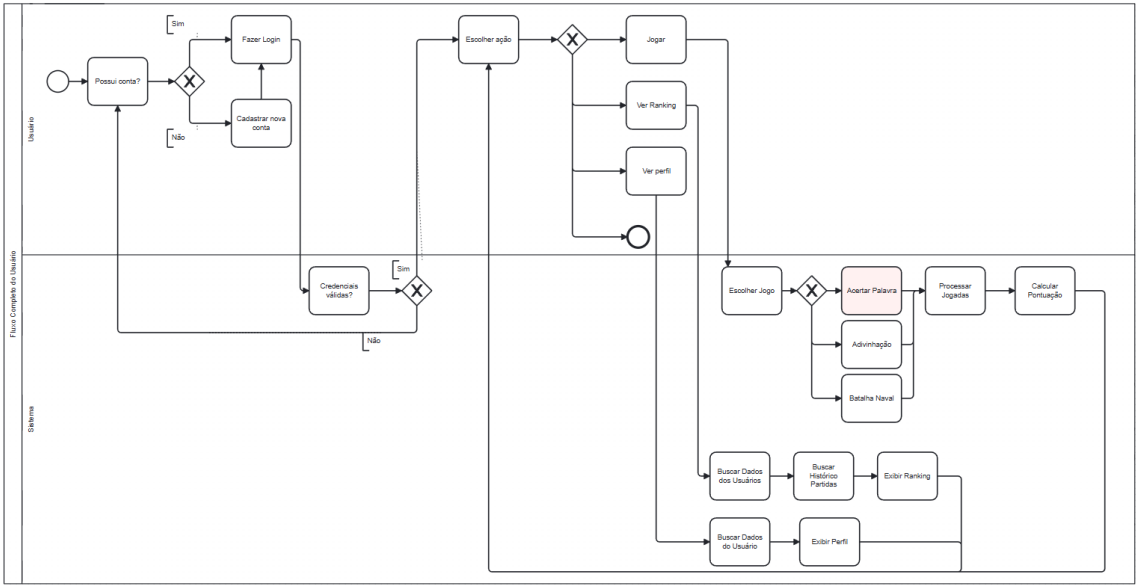 Fluxo Completo do Usuário
Usuário
Possui conta?
Sim
Não
Fazer Login
Cadastrar nova
conta
Escolher ação
Jogar
Ver Ranking
Ver perfil
Sistema
Credenciais
válidas?
Sim
Não
Escolher Jogo
Acertar Palavra
Adivinhação
Batalha Naval
Processar
Jogadas
Calcular
Pontuação
Buscar Dados
dos Usuários
Buscar
Histórico
Partidas
Exibir Ranking
Buscar Dados
do Usuário
Exibir Perfil